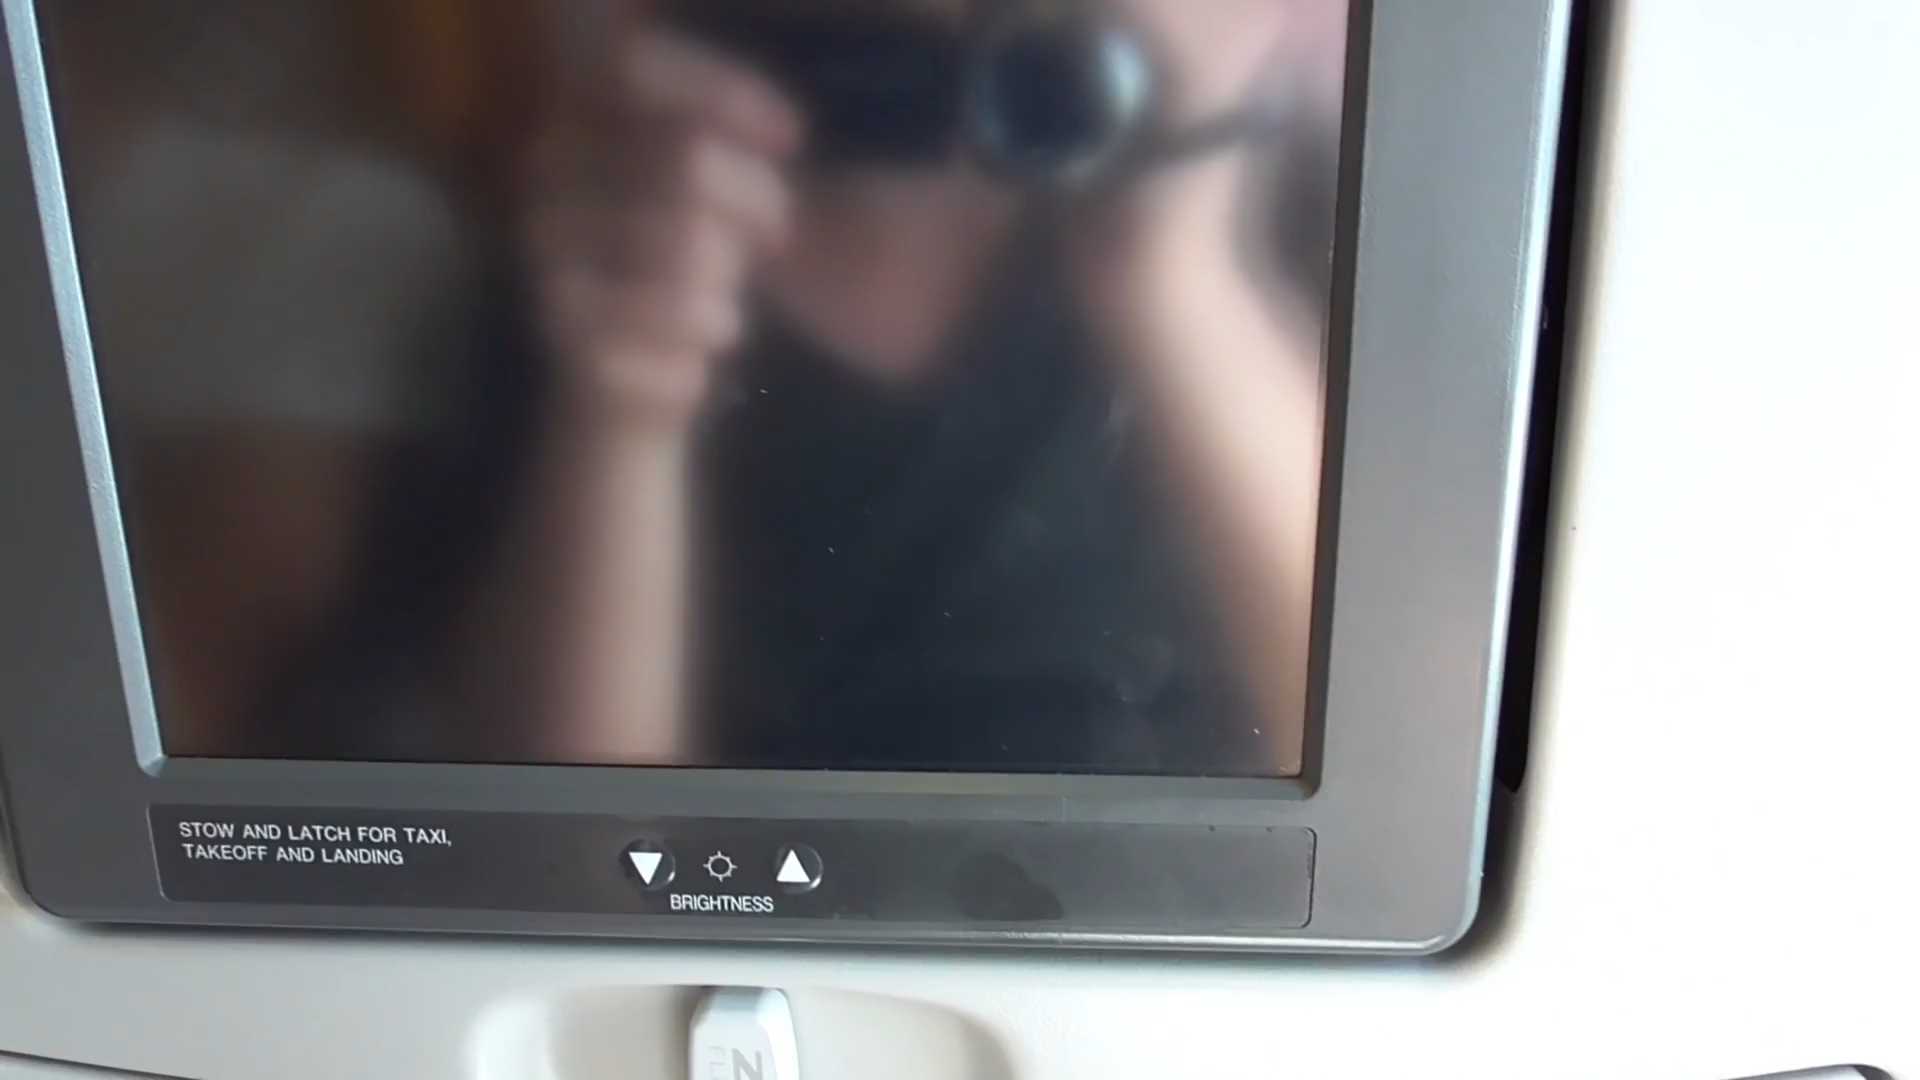 STOW AND LATCH FOR TAXI,
TAKEOFF AND LANDING
BRIGHTNESS